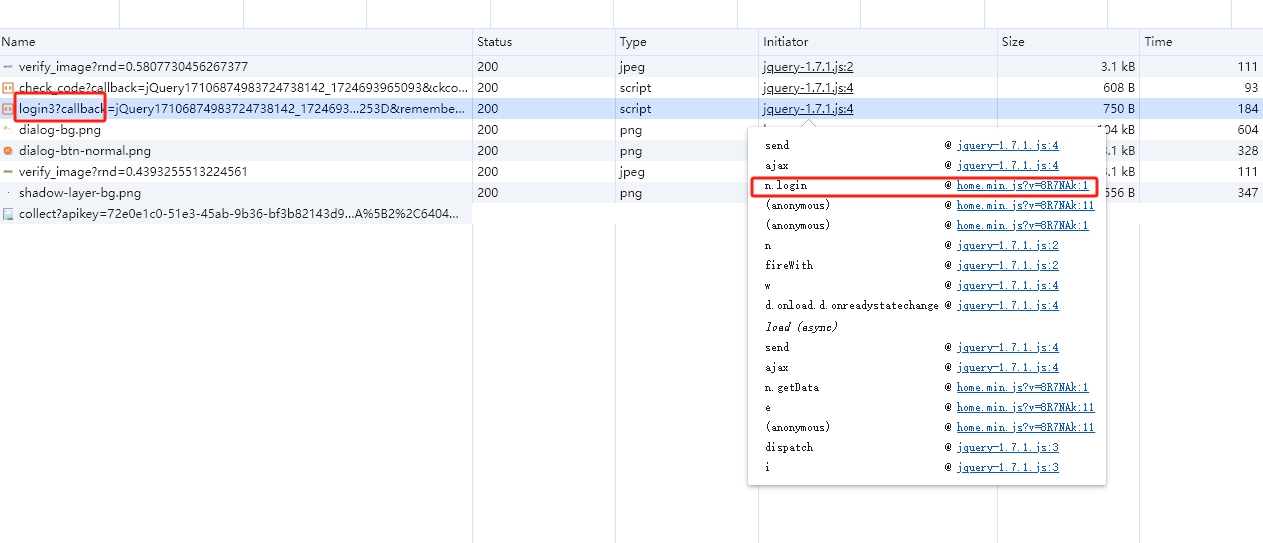 Name Status Type Initiator Size Time
verify_image?rnd=0.5807730456267377 200 jpeg jquery-1.7.1.js:2 3.1 kB 111
check_code?callback=jQuery17106874983724738142_1724693965093&ckco... 200 script jquery-1.7.1.js:4 608 B 93
login3?callback=jQuery17106874983724738142_1724693...253D&remembe... 200 script jquery-1.7.1.js:4 750 B 184
dialog-bg.png 200 png 104 kB 604
dialog-btn-normal.png 200 png .1 kB 328
verify_image?rnd=0.4393255513224561 200 jpeg .1 kB 111
shadow-layer-bg.png 200 png 556 B 347
collect?apikey=72e0e1c0-51e3-45ab-9b36-bf3b82143d9...A%5B2%2C6404...
send @ jquery-1.7.1.js:4
ajax @ jquery-1.7.1.js:4
n.login @ home.min.js?v=8R7NAk:1
(anonymous) @ home.min.js?v=8R7NAk:11
(anonymous) @ home.min.js?v=8R7NAk:1
n @ jquery-1.7.1.js:2
fireWith @ jquery-1.7.1.js:2
w @ jquery-1.7.1.js:4
d.onload.d.onreadystatechange @ jquery-1.7.1.js:4
load (async)
send @ jquery-1.7.1.js:4
ajax @ jquery-1.7.1.js:4
n.getData @ home.min.js?v=8R7NAk:1
e @ home.min.js?v=8R7NAk:11
(anonymous) @ home.min.js?v=8R7NAk:11
dispatch @ jquery-1.7.1.js:3
i @ jquery-1.7.1.js:3